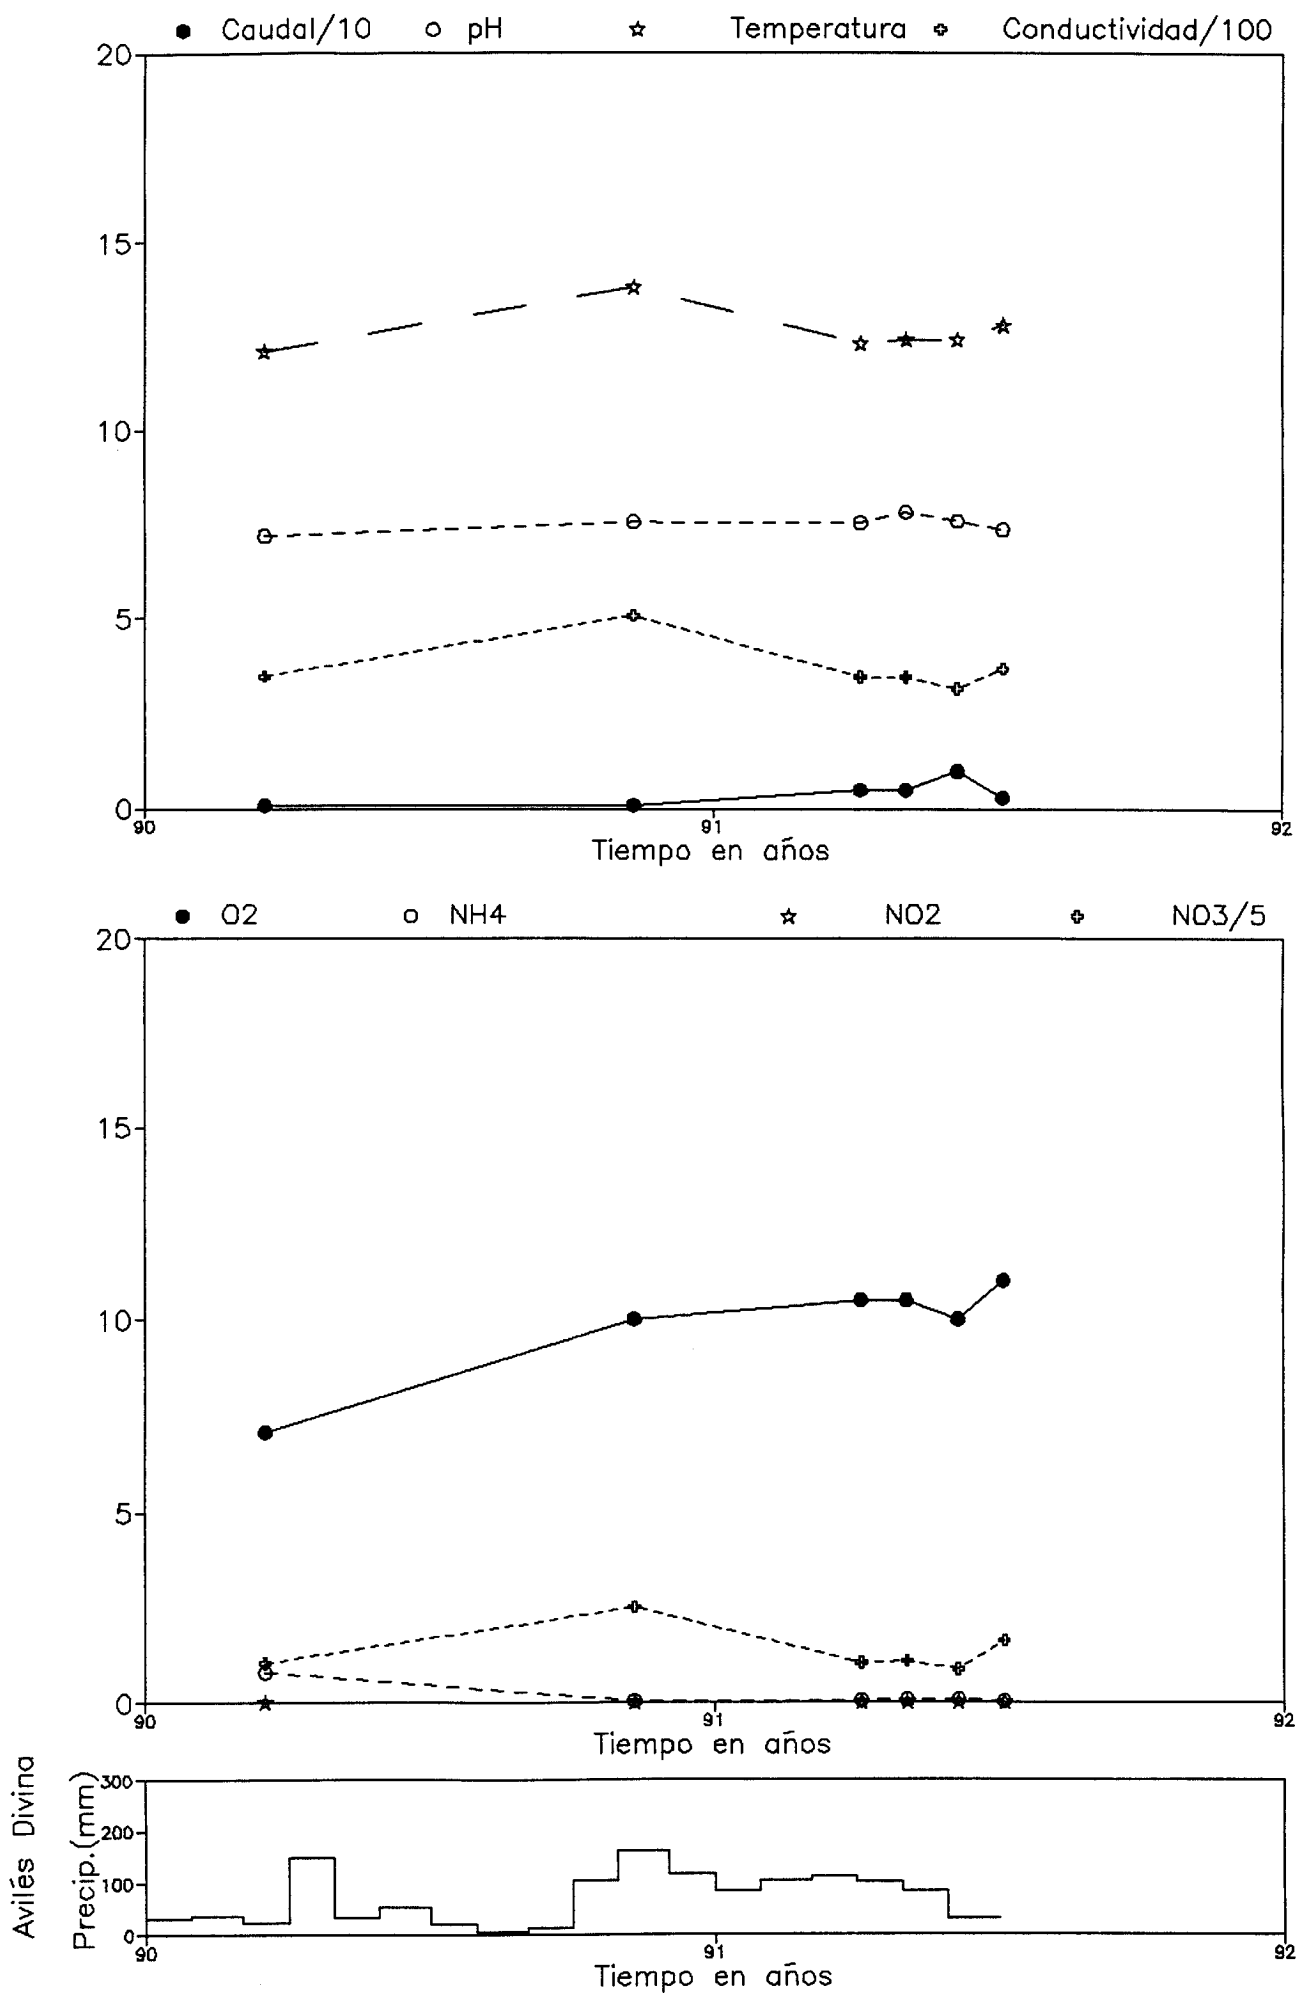 Caudal/10 pH Temperatura Conductividad/100
20
15
10
5
0
90 91 92
Tiempo en años
O2 NH4 NO2 NO3/5
20
15
10
5
0
90 91 92
Tiempo en años
Avilés Divina
Precip.(mm)
300
200
100
0
90 91 92
Tiempo en años